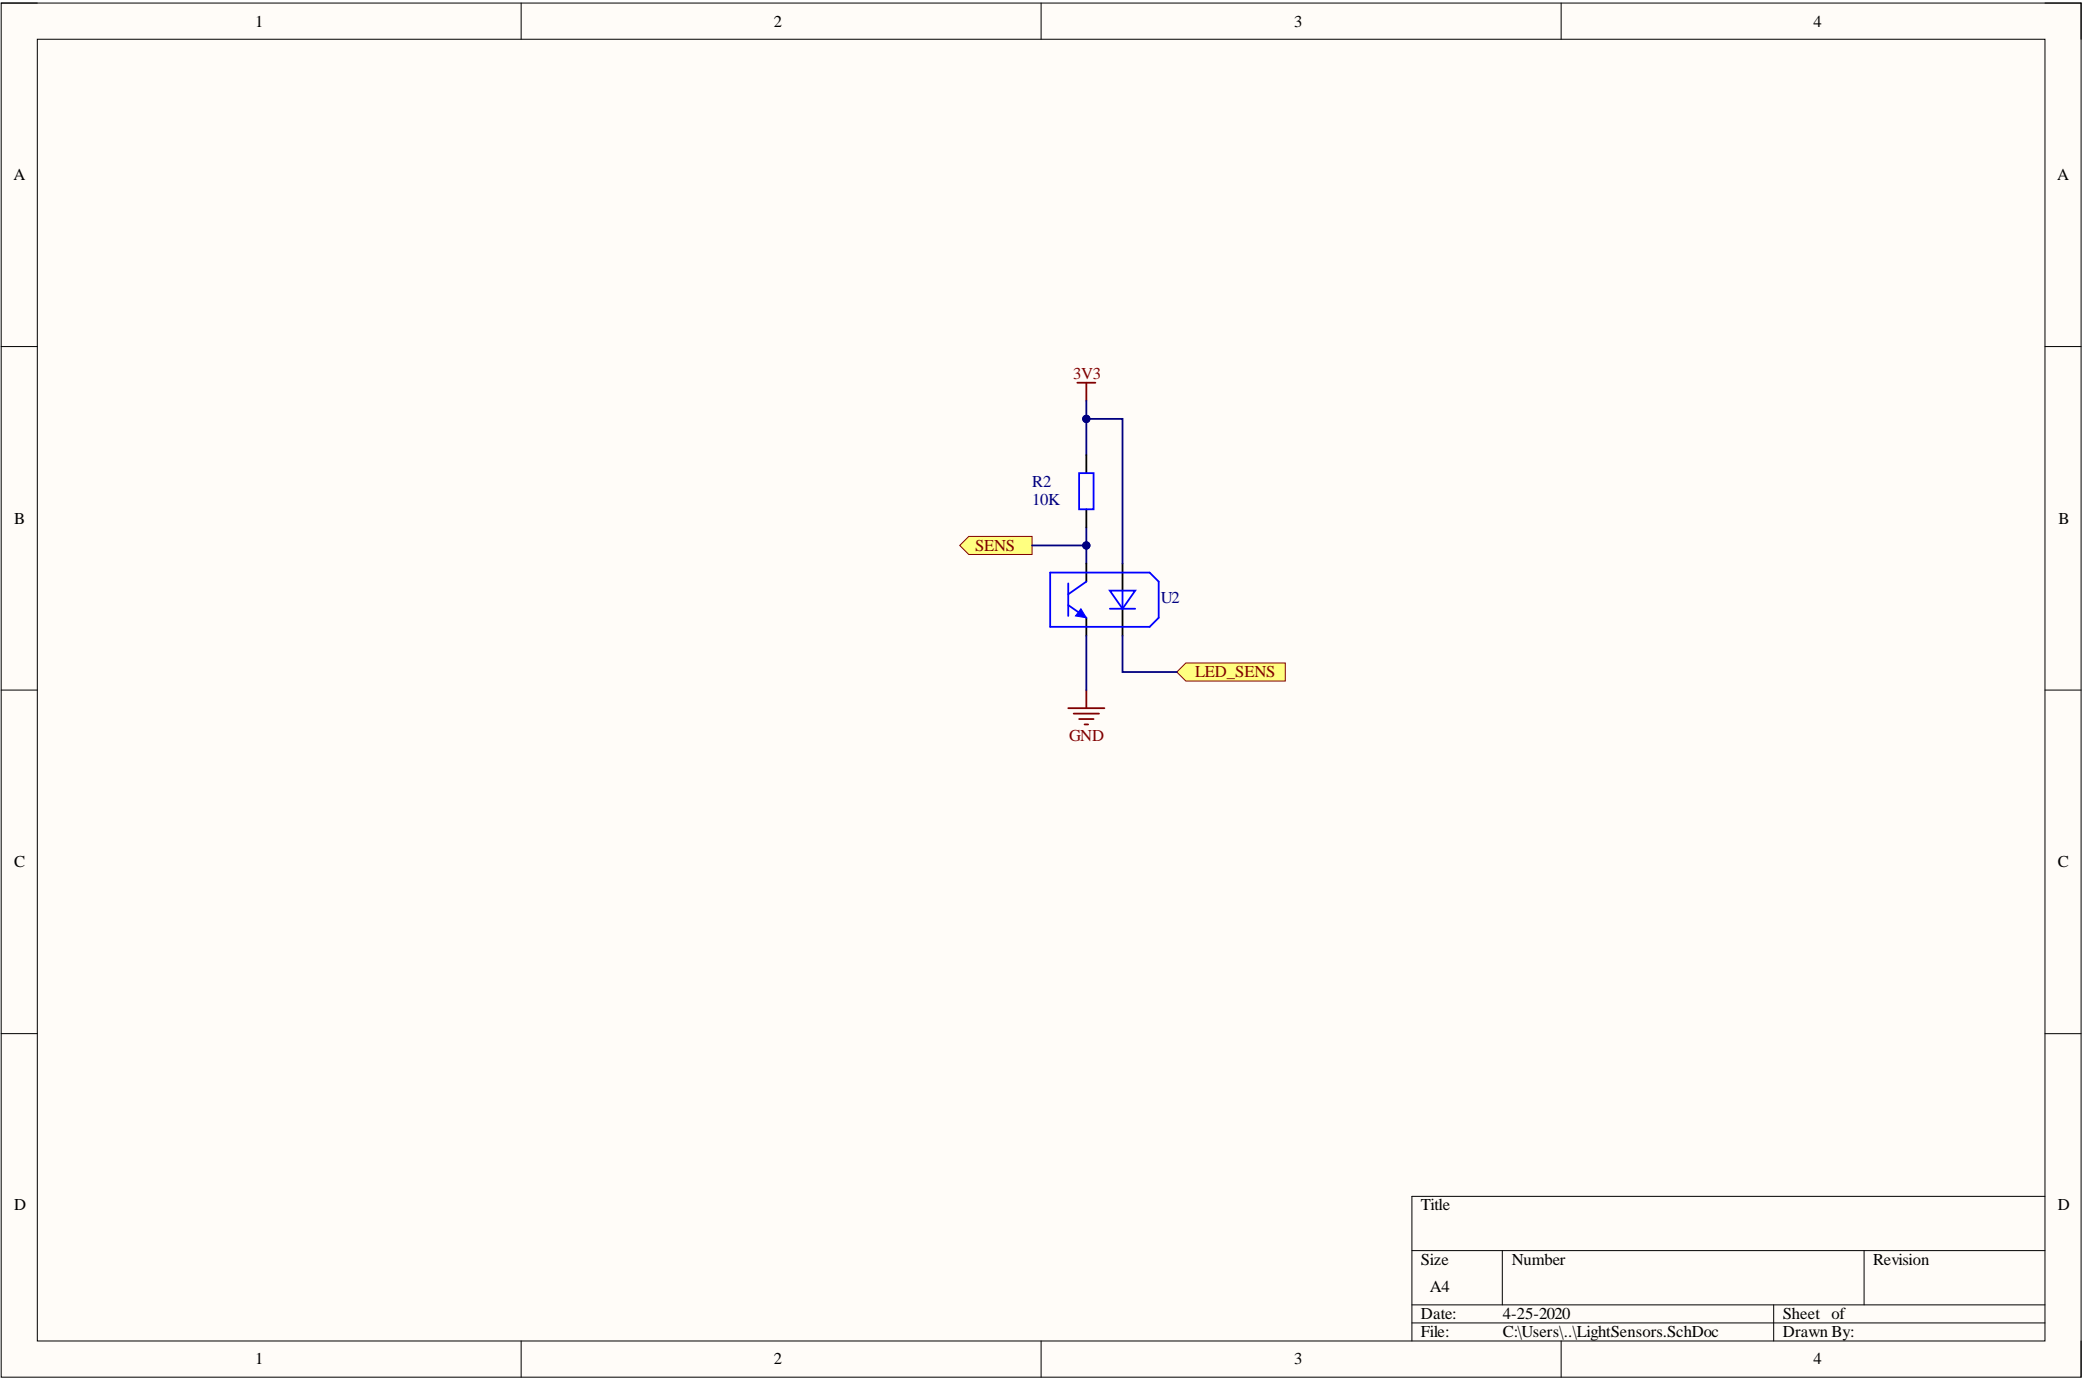 1 2 3 4
A A
3V3
R2
10K
B B
SENS
U2
LED_SENS
GND
C C
D D
Title
Size Number Revision
A4
Date: 4-25-2020 Sheet of
File: C:\Users\..\LightSensors.SchDoc Drawn By:
1 2 3 4